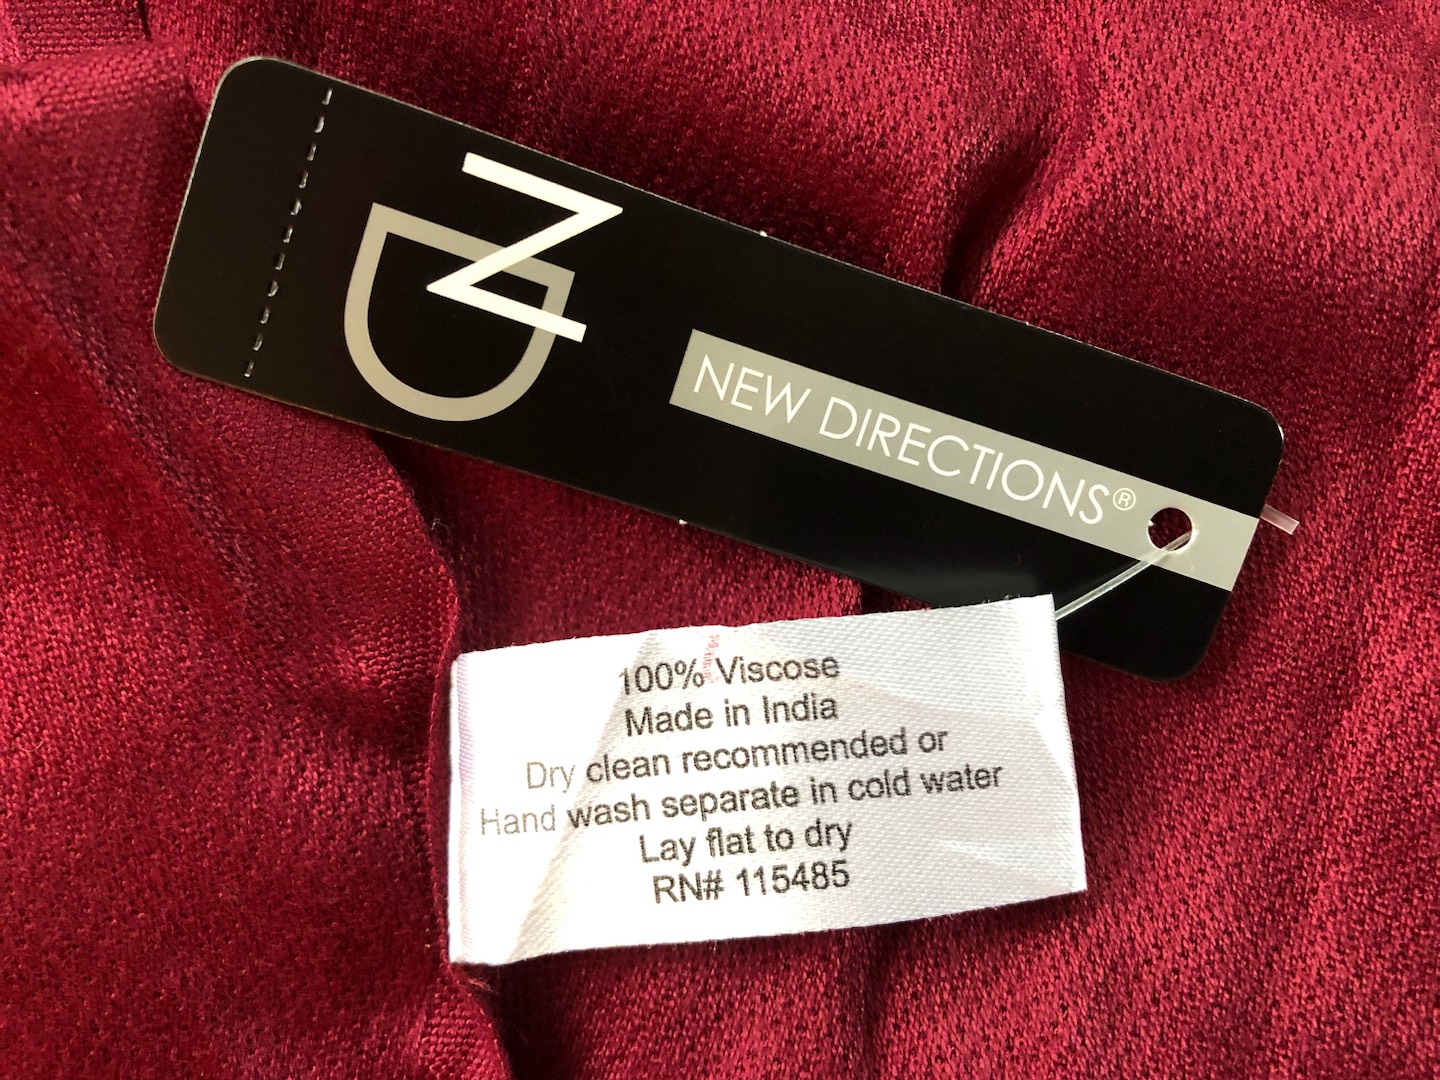 ND
NEW DIRECTIONS®
100% Viscose
Made in India
Dry clean recommended or
Hand wash separate in cold water
Lay flat to dry
RN# 115485